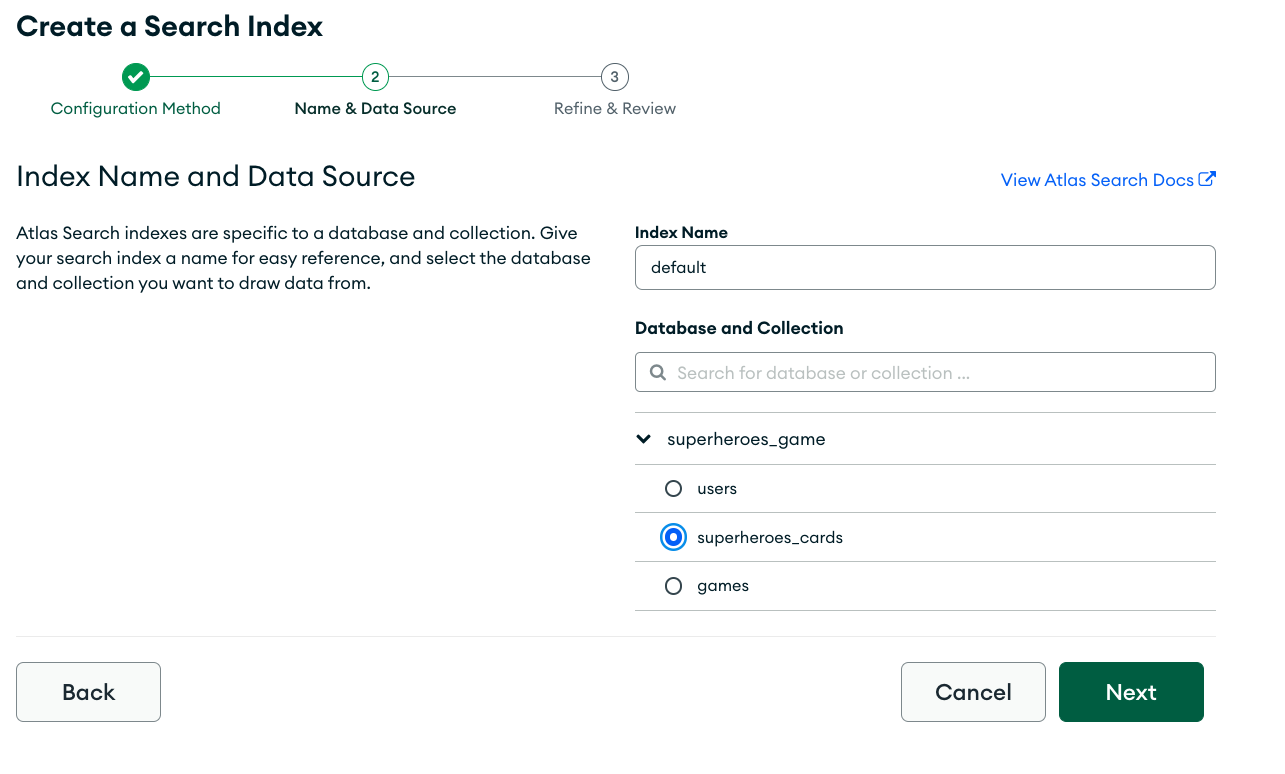 Create a Search Index
2
3
Configuration Method
Name & Data Source
Refine & Review
Index Name and Data Source
View Atlas Search Docs
Atlas Search indexes are specific to a database and collection. Give
your search index a name for easy reference, and select the database
and collection you want to draw data from.
Index Name
default
Database and Collection
Search for database or collection ...
superheroes_game
users
superheroes_cards
games
Back
Cancel
Next